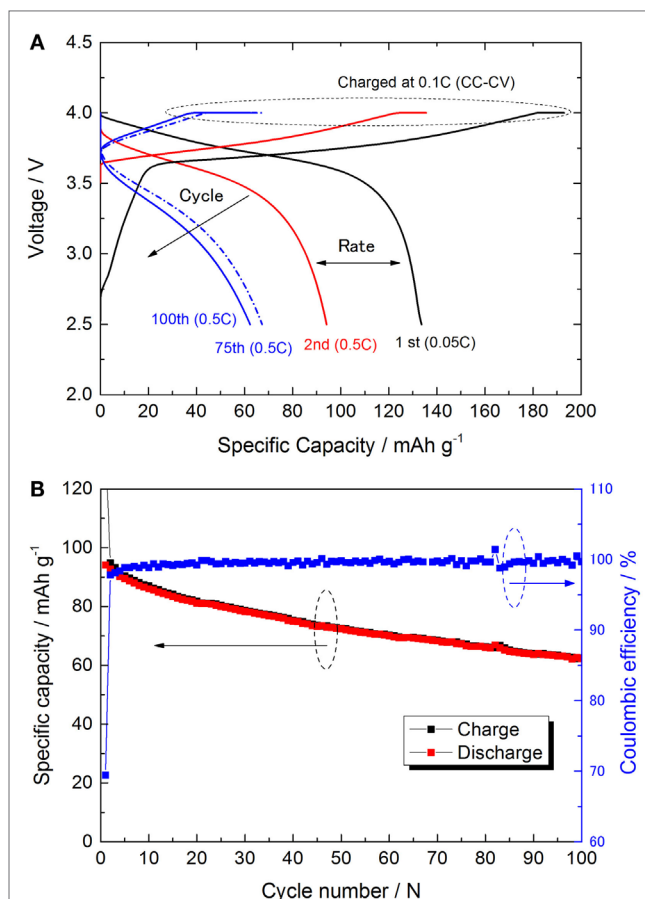 A
4.5
4.0
3.5
3.0
2.5
2.0
Voltage / V
Charged at 0.1C (CC-CV)
Cycle
Rate
100th (0.5C)
75th (0.5C)
2nd (0.5C)
1 st (0.05C)
0 20 40 60 80 100 120 140 160 180 200
Specific Capacity / mAh g⁻¹
B
120
100
80
60
40
20
0
Specific capacity / mAh g⁻¹
110
100
90
80
70
60
Coulombic efficiency / %
Charge
Discharge
0 10 20 30 40 50 60 70 80 90 100
Cycle number / N